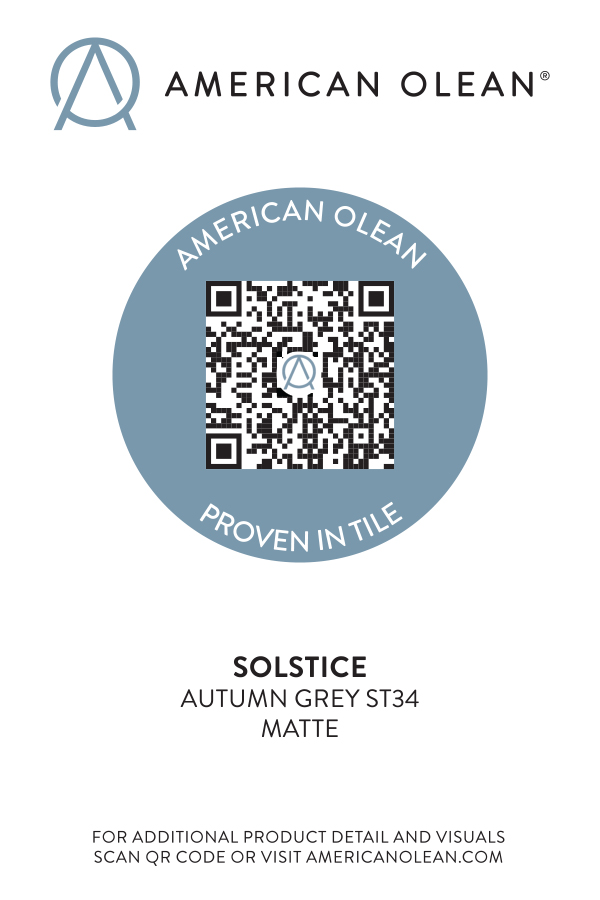 AMERICAN OLEAN®
AMERICAN OLEAN
PROVEN IN TILE
SOLSTICE
AUTUMN GREY ST34
MATTE
FOR ADDITIONAL PRODUCT DETAIL AND VISUALS
SCAN QR CODE OR VISIT AMERICANOLEAN.COM